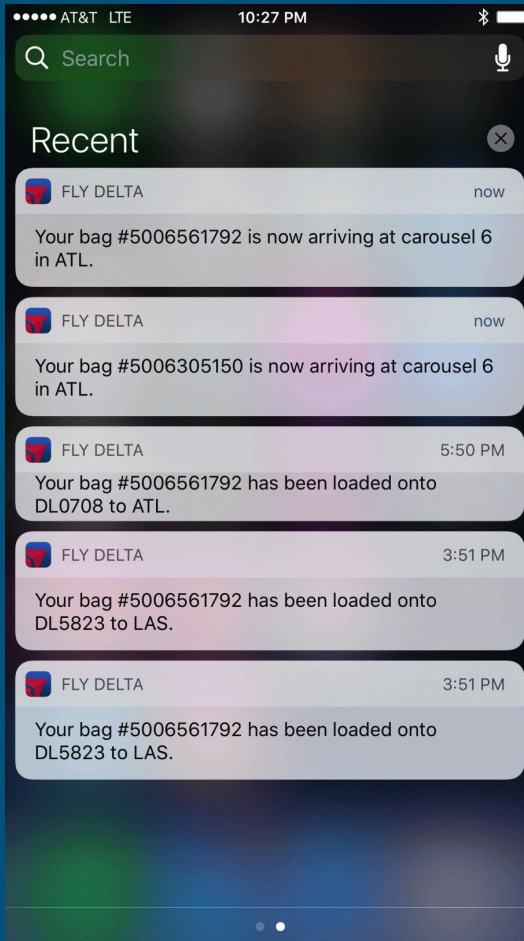 AT&T LTE 10:27 PM
Search
Recent
FLY DELTA now
Your bag #5006561792 is now arriving at carousel 6
in ATL.
FLY DELTA now
Your bag #5006305150 is now arriving at carousel 6
in ATL.
FLY DELTA 5:50 PM
Your bag #5006561792 has been loaded onto
DL0708 to ATL.
FLY DELTA 3:51 PM
Your bag #5006561792 has been loaded onto
DL5823 to LAS.
FLY DELTA 3:51 PM
Your bag #5006561792 has been loaded onto
DL5823 to LAS.